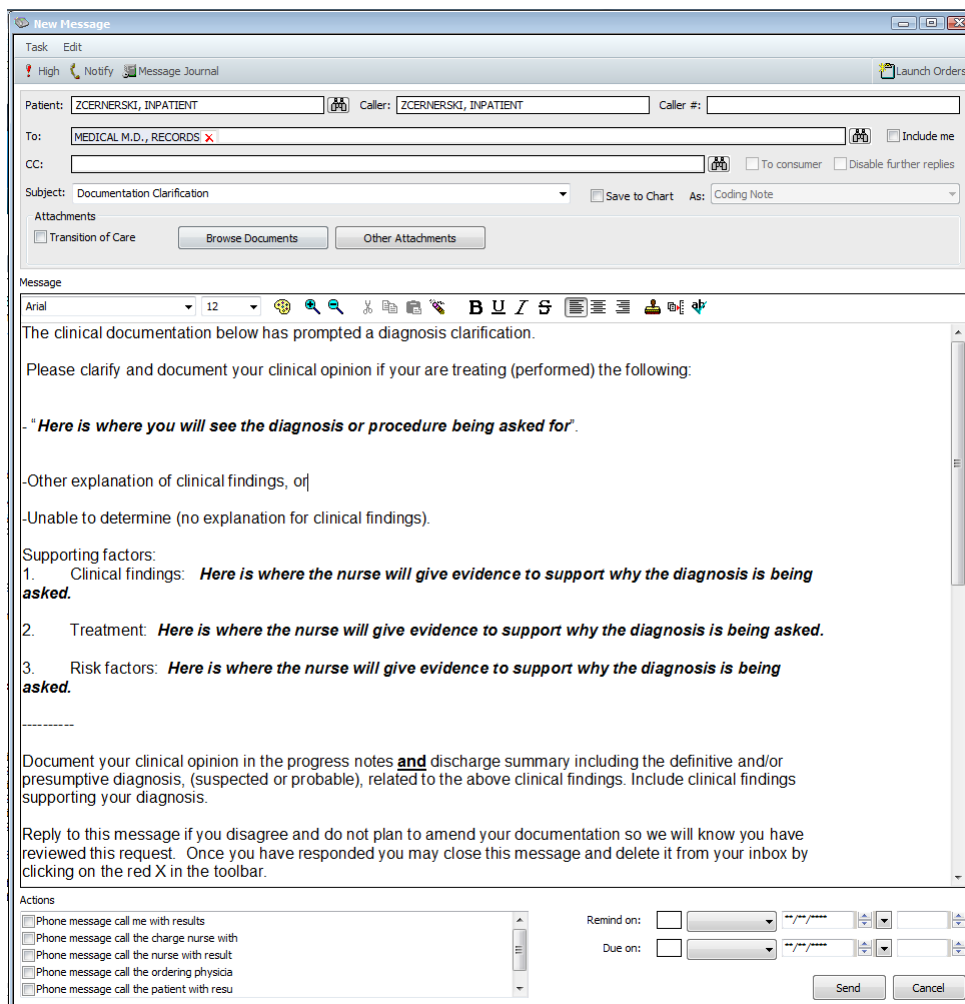 New Message
Task Edit
High Notify Message Journal Launch Orders
Patient: ZCERNERSKI, INPATIENT Caller: ZCERNERSKI, INPATIENT Caller #:
To: MEDICAL M.D., RECORDS Include me
CC: To consumer Disable further replies
Subject: Documentation Clarification Save to Chart As: Coding Note
Attachments
Transition of Care Browse Documents Other Attachments
Message
Arial 12 B U I S
The clinical documentation below has prompted a diagnosis clarification.
Please clarify and document your clinical opinion if your are treating (performed) the following:
- "Here is where you will see the diagnosis or procedure being asked for".
-Other explanation of clinical findings, or
-Unable to determine (no explanation for clinical findings).
Supporting factors:
1. Clinical findings: Here is where the nurse will give evidence to support why the diagnosis is being
asked.
2. Treatment: Here is where the nurse will give evidence to support why the diagnosis is being asked.
3. Risk factors: Here is where the nurse will give evidence to support why the diagnosis is being
asked.
----------
Document your clinical opinion in the progress notes and discharge summary including the definitive and/or
presumptive diagnosis, (suspected or probable), related to the above clinical findings. Include clinical findings
supporting your diagnosis.
Reply to this message if you disagree and do not plan to amend your documentation so we will know you have
reviewed this request. Once you have responded you may close this message and delete it from your inbox by
clicking on the red X in the toolbar.
Actions
Phone message call me with results
Phone message call the charge nurse with
Phone message call the nurse with result
Phone message call the ordering physicia
Phone message call the patient with resu
Remind on: **/**/****
Due on: **/**/****
Send Cancel